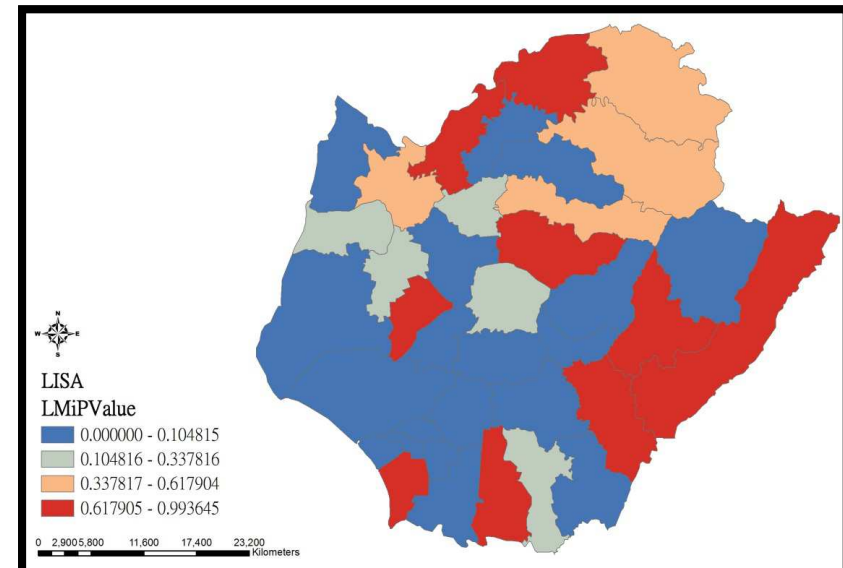 N
W E
S
LISA
LMiPValue
0.000000 - 0.104815
0.104816 - 0.337816
0.337817 - 0.617904
0.617905 - 0.993645
0 2,900 5,800 11,600 17,400 23,200
Kilometers